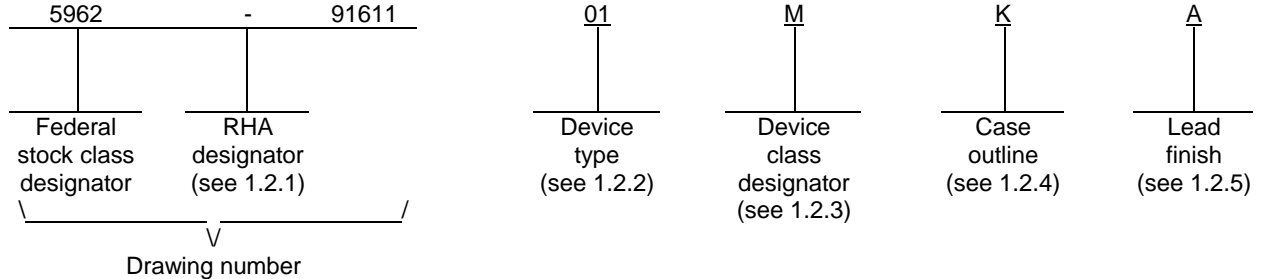 5962 - 91611 01 M K A
Federal stock class designator
RHA designator (see 1.2.1)
Device type (see 1.2.2)
Device class designator (see 1.2.3)
Case outline (see 1.2.4)
Lead finish (see 1.2.5)
\ /
\/
Drawing number